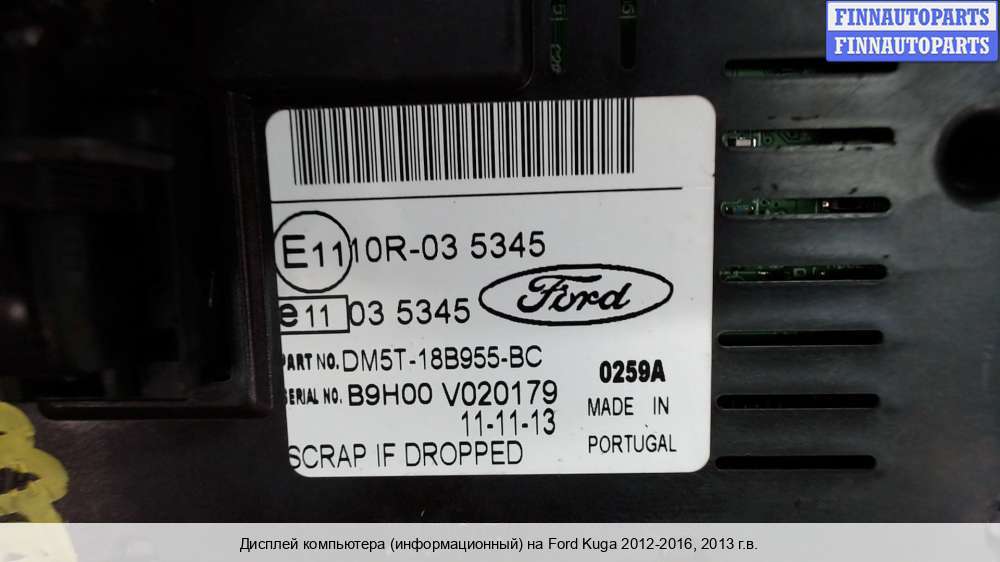 FINNAUTOPARTS
FINNAUTOPARTS
E11 10R-03 5345
e11 03 5345
Ford
PART NO. DM5T-18B955-BC
SERIAL NO. B9H00 V020179
11-11-13
SCRAP IF DROPPED
0259A
MADE IN
PORTUGAL
Дисплей компьютера (информационный) на Ford Kuga 2012-2016, 2013 г.в.